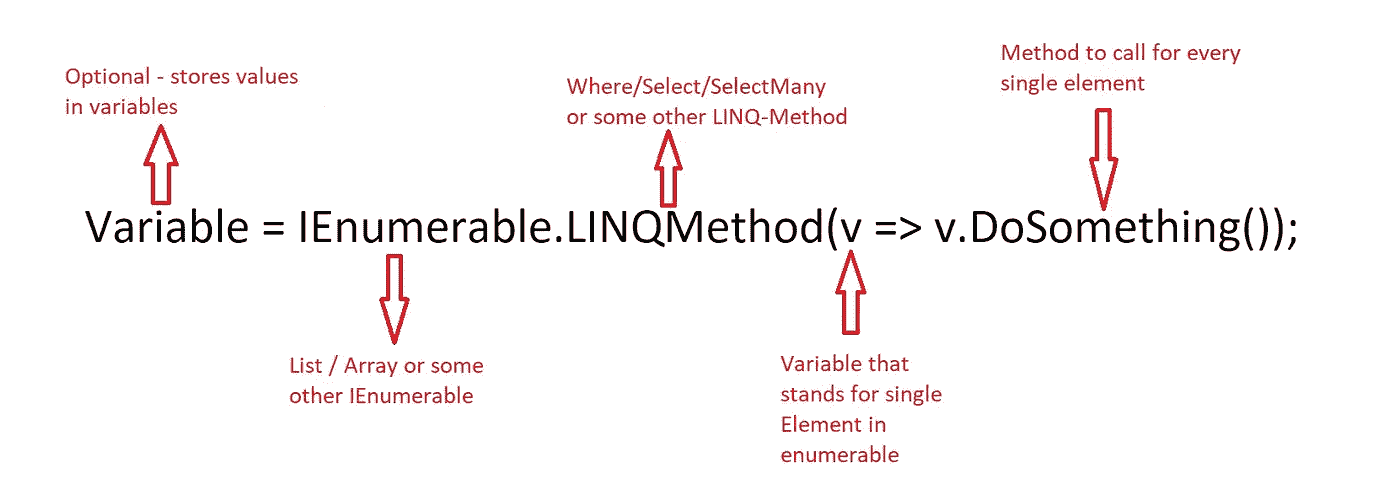 Optional - stores values
in variables
Where/Select/SelectMany
or some other LINQ-Method
Method to call for every
single element
Variable = IEnumerable.LINQMethod(v => v.DoSomething());
List / Array or some
other IEnumerable
Variable that
stands for single
Element in
enumerable